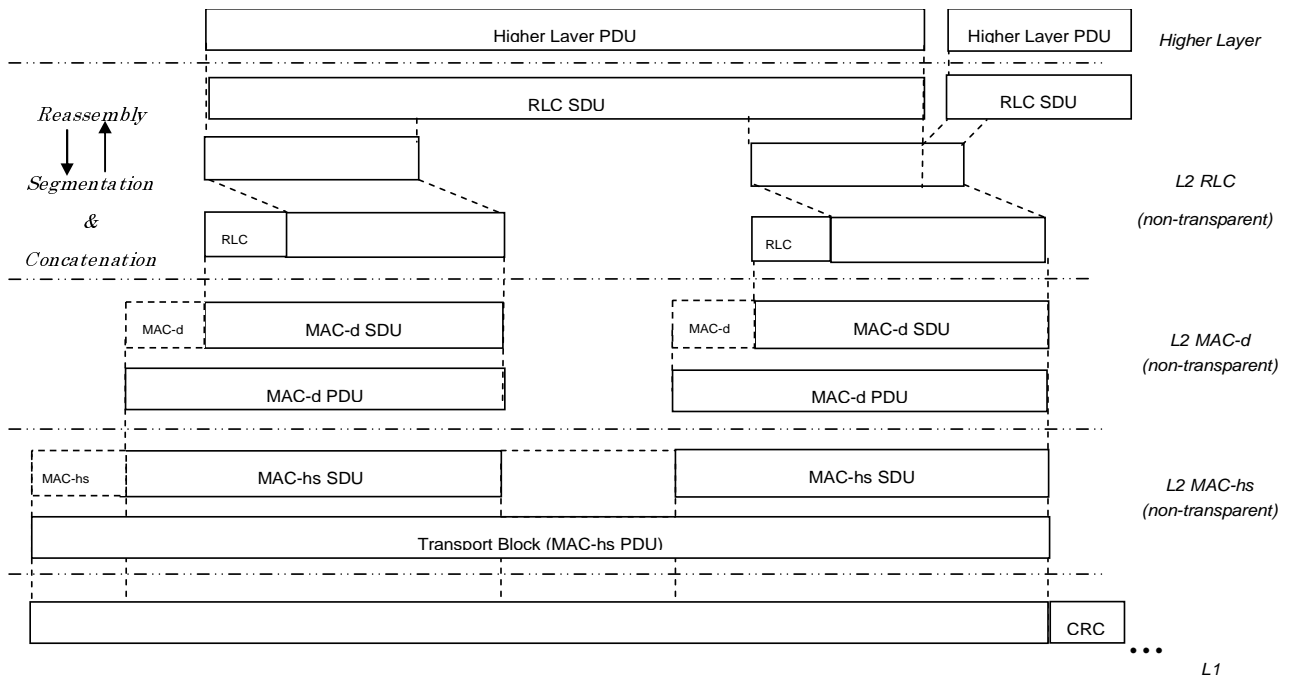 Higher Layer PDU
Higher Layer PDU
Higher Layer
RLC SDU
RLC SDU
Reassembly
Segmentation
&
Concatenation
L2 RLC
(non-transparent)
RLC
RLC
MAC-d
MAC-d SDU
MAC-d
MAC-d SDU
L2 MAC-d
(non-transparent)
MAC-d PDU
MAC-d PDU
MAC-hs
MAC-hs SDU
MAC-hs SDU
L2 MAC-hs
(non-transparent)
Transport Block (MAC-hs PDU)
CRC
•••
L1